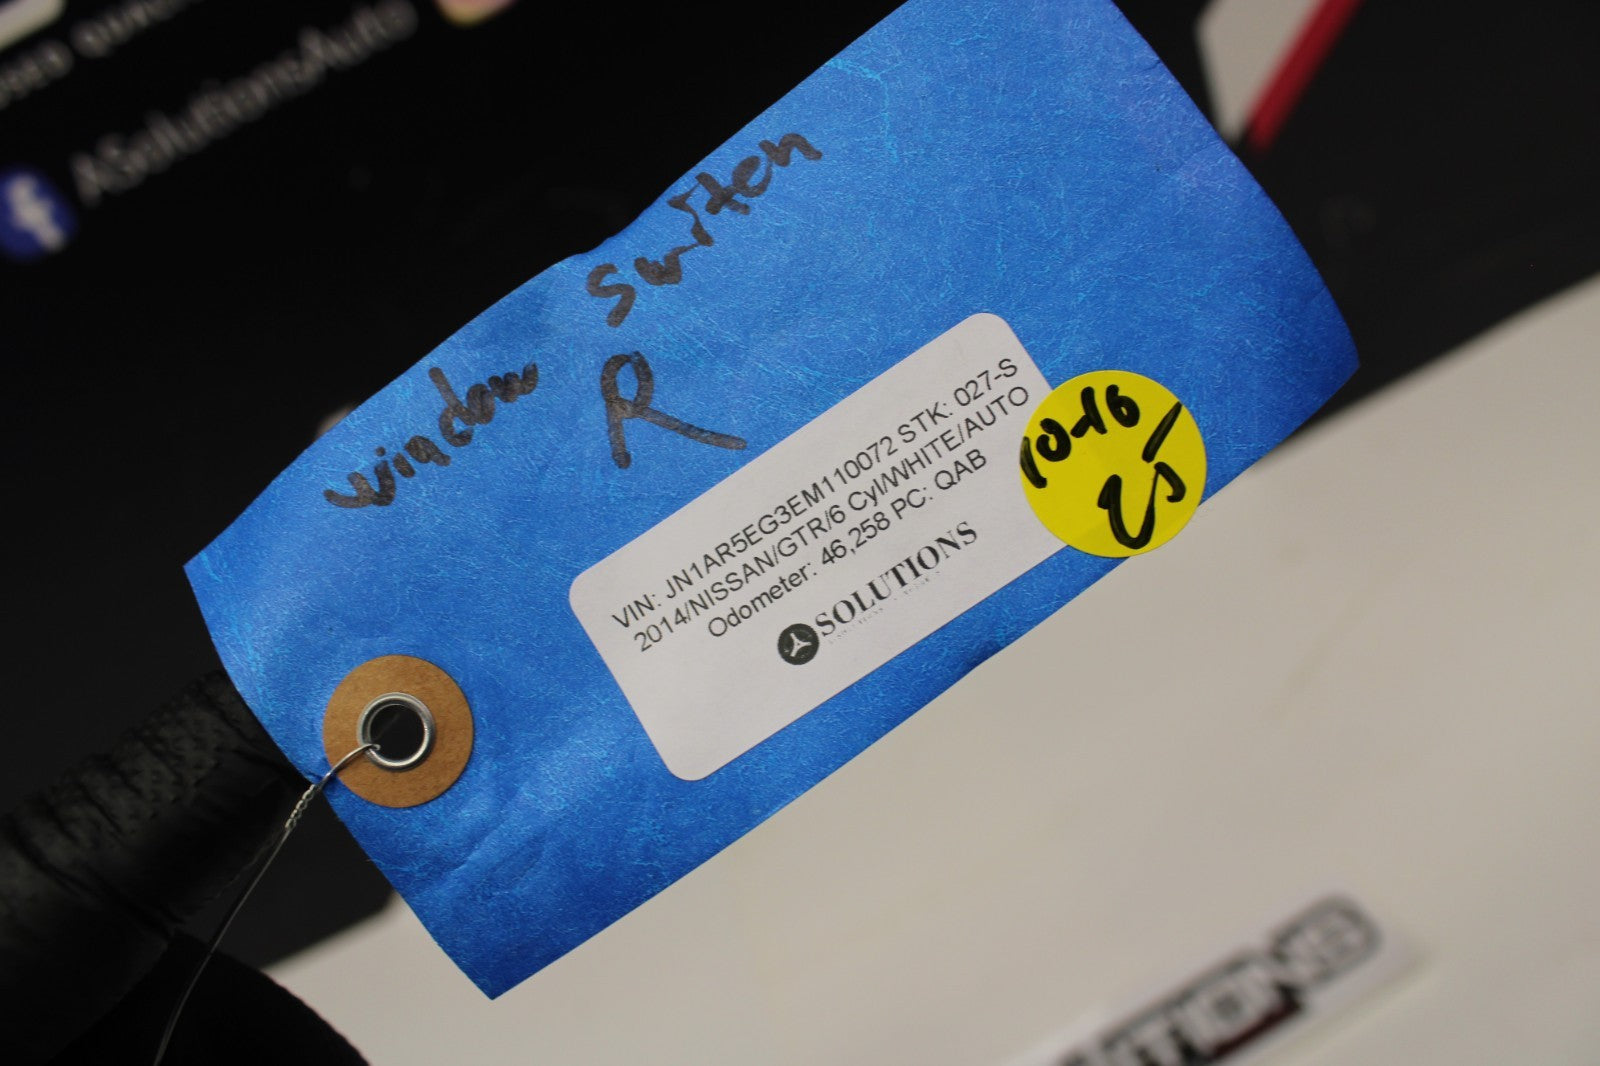 ASolutionsAuto
window switch
R
VIN: JN1AR5EG3EM110072 STK: 027-S
2014/NISSAN/GTR/6 Cyl/WHITE/AUTO
Odometer: 46,258 PC: QAB
SOLUTIONS
10-16